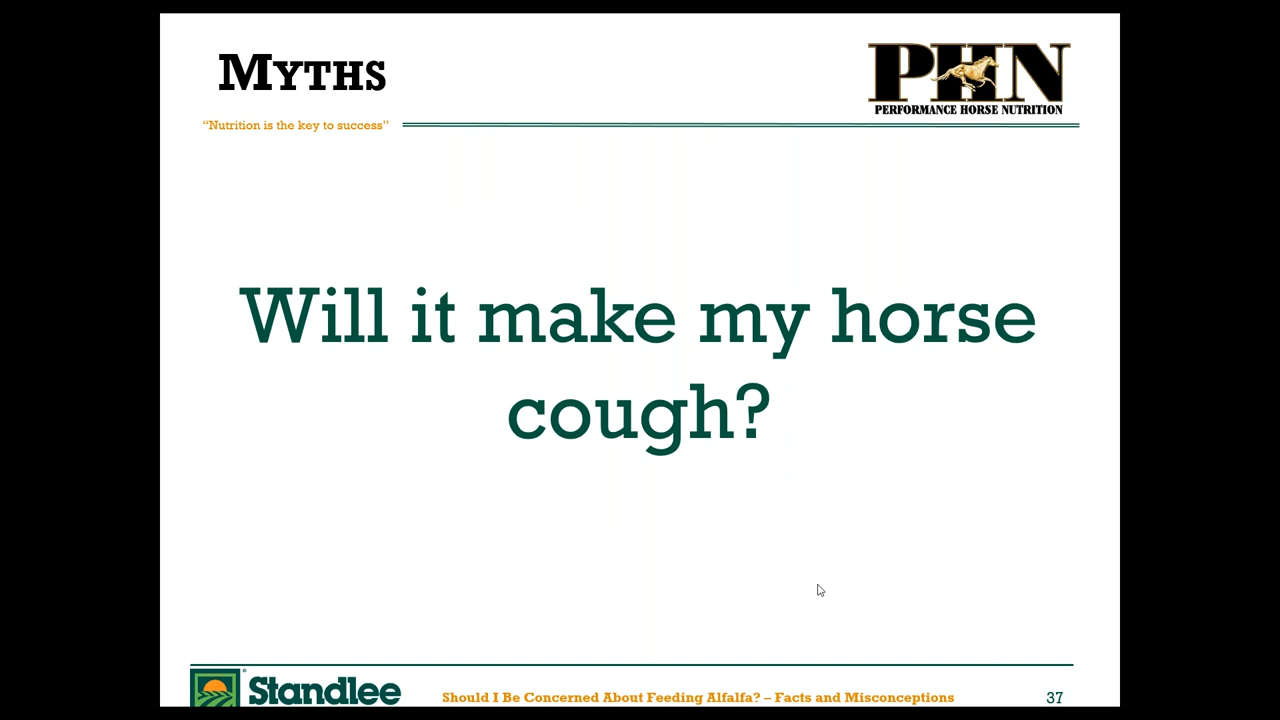 MYTHS
PHN
PERFORMANCE HORSE NUTRITION
“Nutrition is the key to success”
Will it make my horse
cough?
Standlee
Should I Be Concerned About Feeding Alfalfa? – Facts and Misconceptions
37